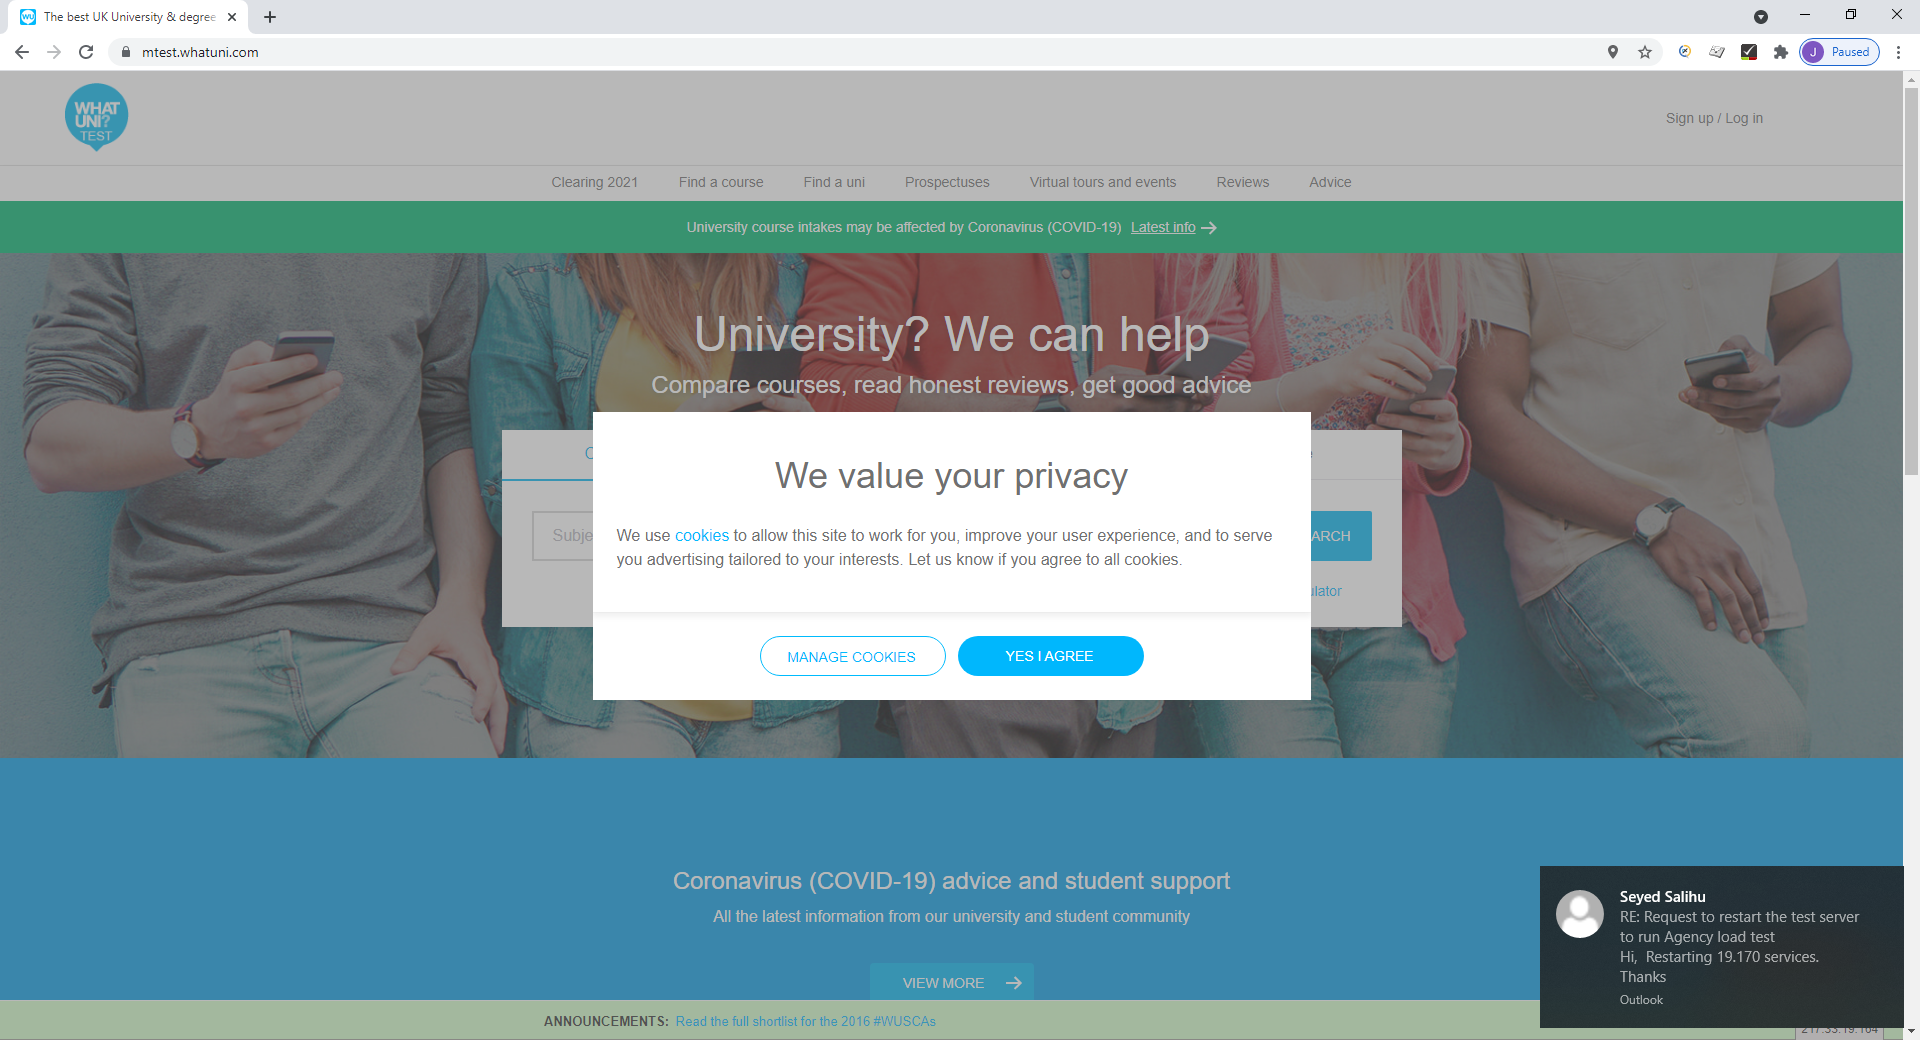 The best UK University & degree
mtest.whatuni.com
J Paused
WHAT
UNI?
TEST
Sign up / Log in
Clearing 2021 Find a course Find a uni Prospectuses Virtual tours and events Reviews Advice
University course intakes may be affected by Coronavirus (COVID-19) Latest info
University? We can help
Compare courses, read honest reviews, get good advice
We value your privacy
We use cookies to allow this site to work for you, improve your user experience, and to serve
you advertising tailored to your interests. Let us know if you agree to all cookies.
Subje
ARCH
ulator
MANAGE COOKIES YES I AGREE
Coronavirus (COVID-19) advice and student support
All the latest information from our university and student community
VIEW MORE
Seyed Salihu
RE: Request to restart the test server
to run Agency load test
Hi, Restarting 19.170 services.
Thanks
Outlook
ANNOUNCEMENTS: Read the full shortlist for the 2016 #WUSCAs